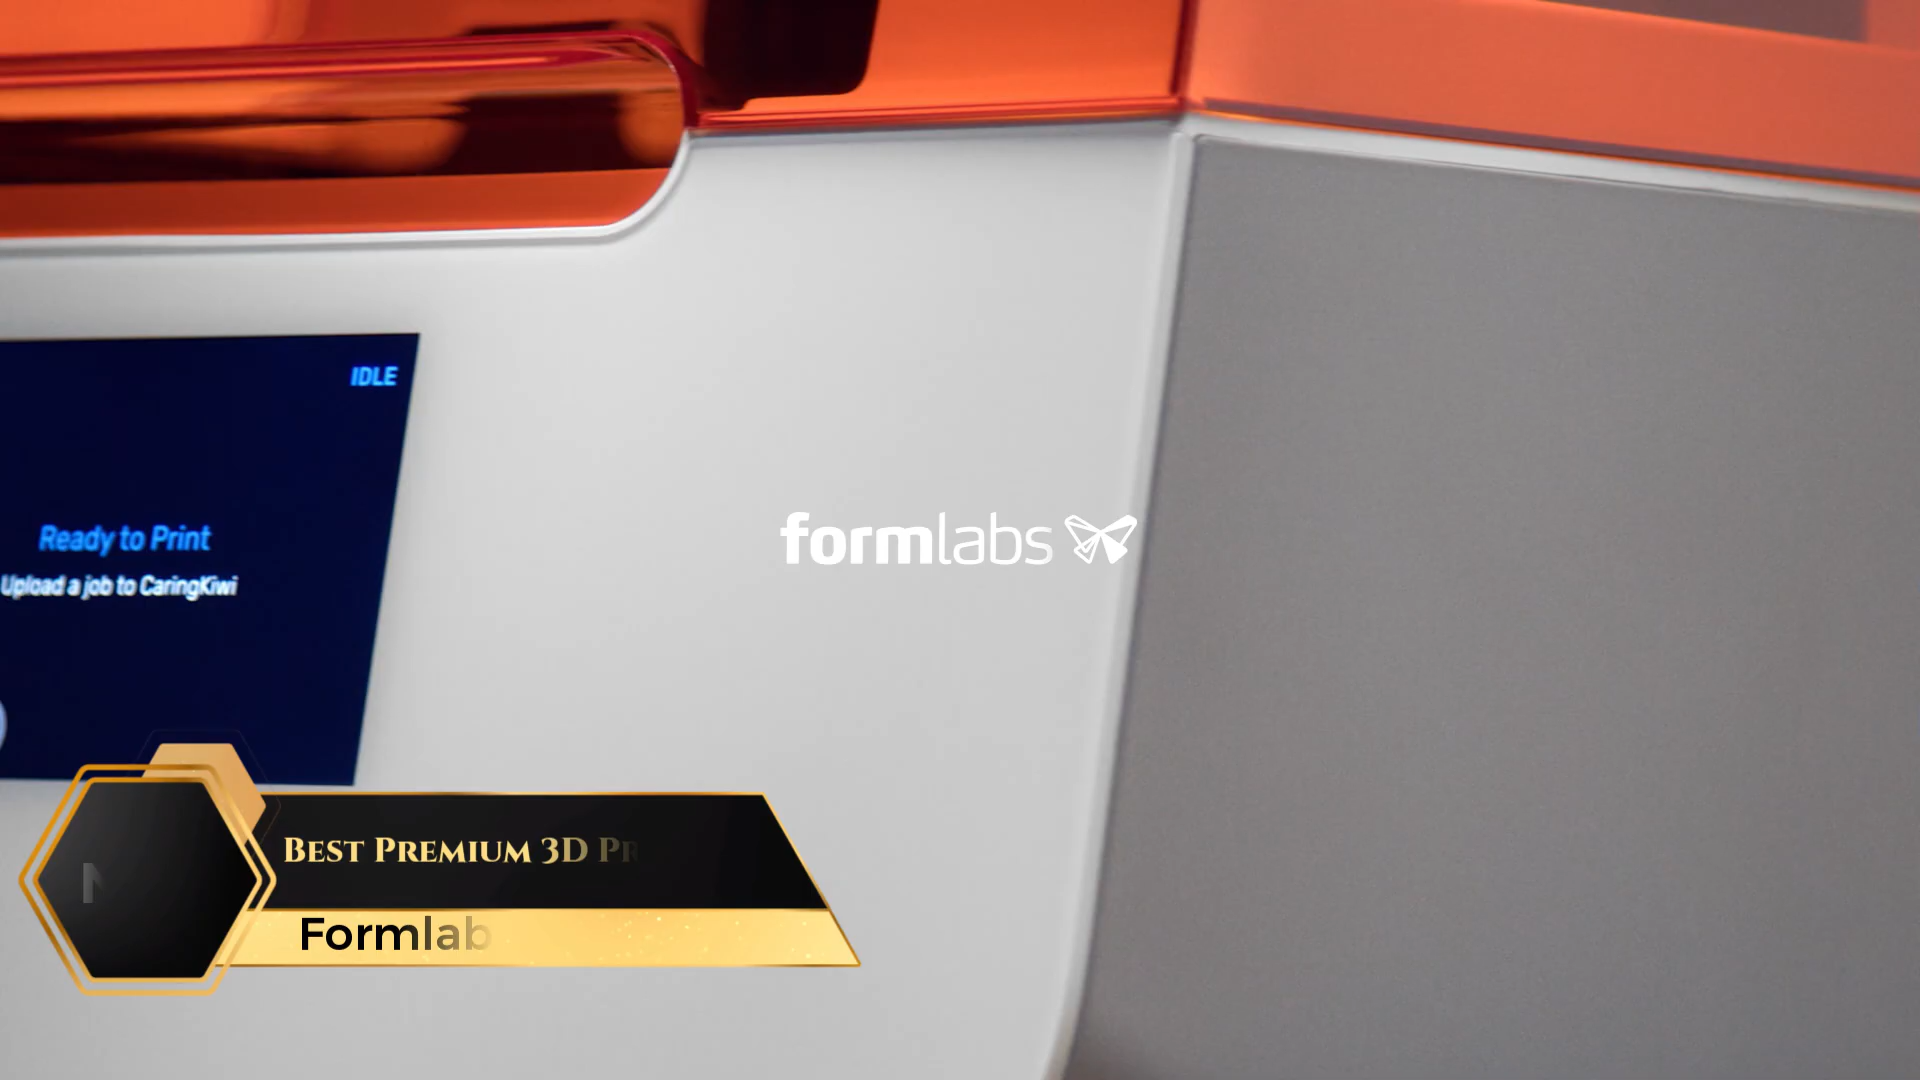 IDLE
Ready to Print
Upload a job to CaringKiwi
formlabs
BEST PREMIUM 3D PR
Formlab
N